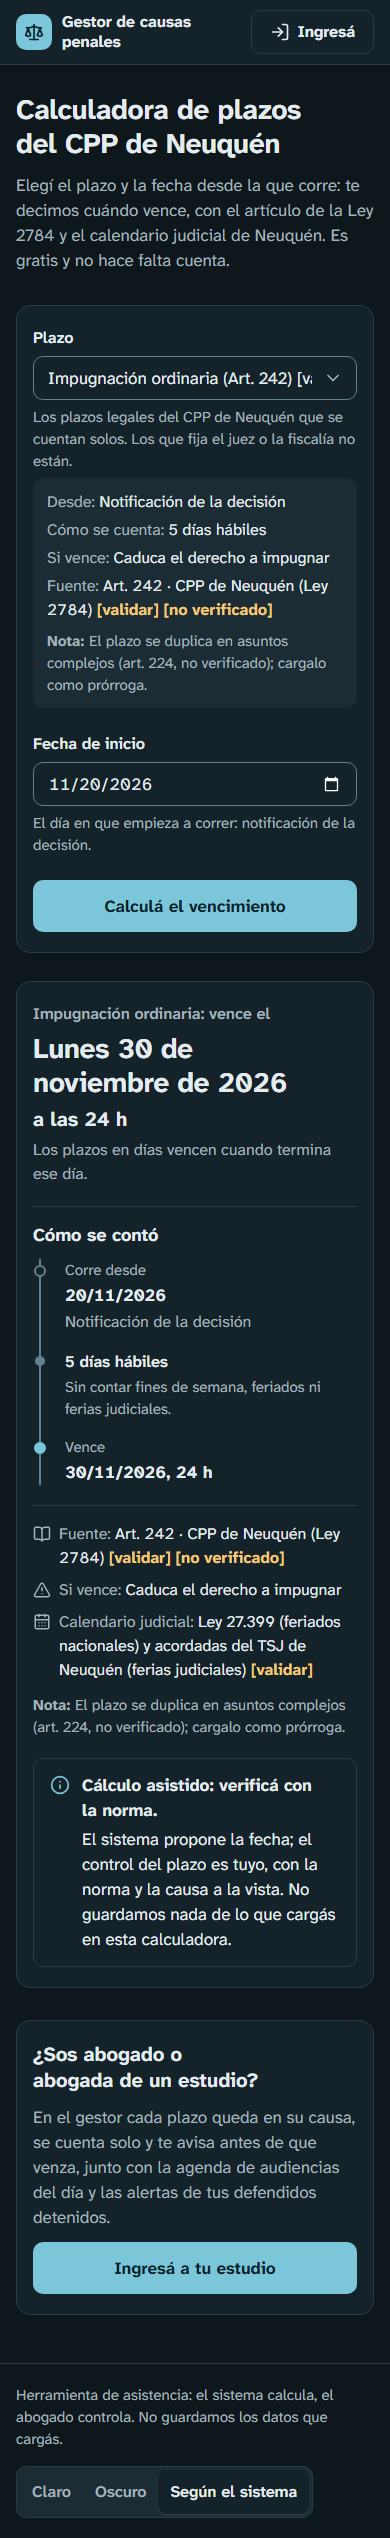 Gestor de causas
penales
Ingresá
Calculadora de plazos
del CPP de Neuquén
Elegí el plazo y la fecha desde la que corre: te
decimos cuándo vence, con el artículo de la Ley
2784 y el calendario judicial de Neuquén. Es
gratis y no hace falta cuenta.
Plazo
Impugnación ordinaria (Art. 242) [va
Los plazos legales del CPP de Neuquén que se
cuentan solos. Los que fija el juez o la fiscalía no
están.
Desde: Notificación de la decisión
Cómo se cuenta: 5 días hábiles
Si vence: Caduca el derecho a impugnar
Fuente: Art. 242 · CPP de Neuquén (Ley
2784) [validar] [no verificado]
Nota: El plazo se duplica en asuntos
complejos (art. 224, no verificado); cargalo
como prórroga.
Fecha de inicio
11/20/2026
El día en que empieza a correr: notificación de la
decisión.
Calculá el vencimiento
Impugnación ordinaria: vence el
Lunes 30 de
noviembre de 2026
a las 24 h
Los plazos en días vencen cuando termina
ese día.
Cómo se contó
Corre desde
20/11/2026
Notificación de la decisión
5 días hábiles
Sin contar fines de semana, feriados ni
ferias judiciales.
Vence
30/11/2026, 24 h
Fuente: Art. 242 · CPP de Neuquén (Ley
2784) [validar] [no verificado]
Si vence: Caduca el derecho a impugnar
Calendario judicial: Ley 27.399 (feriados
nacionales) y acordadas del TSJ de
Neuquén (ferias judiciales) [validar]
Nota: El plazo se duplica en asuntos complejos
(art. 224, no verificado); cargalo como prórroga.
Cálculo asistido: verificá con
la norma.
El sistema propone la fecha; el
control del plazo es tuyo, con la
norma y la causa a la vista. No
guardamos nada de lo que cargás
en esta calculadora.
¿Sos abogado o
abogada de un estudio?
En el gestor cada plazo queda en su causa,
se cuenta solo y te avisa antes de que
venza, junto con la agenda de audiencias
del día y las alertas de tus defendidos
detenidos.
Ingresá a tu estudio
Herramienta de asistencia: el sistema calcula, el
abogado controla. No guardamos los datos que
cargás.
Claro
Oscuro
Según el sistema